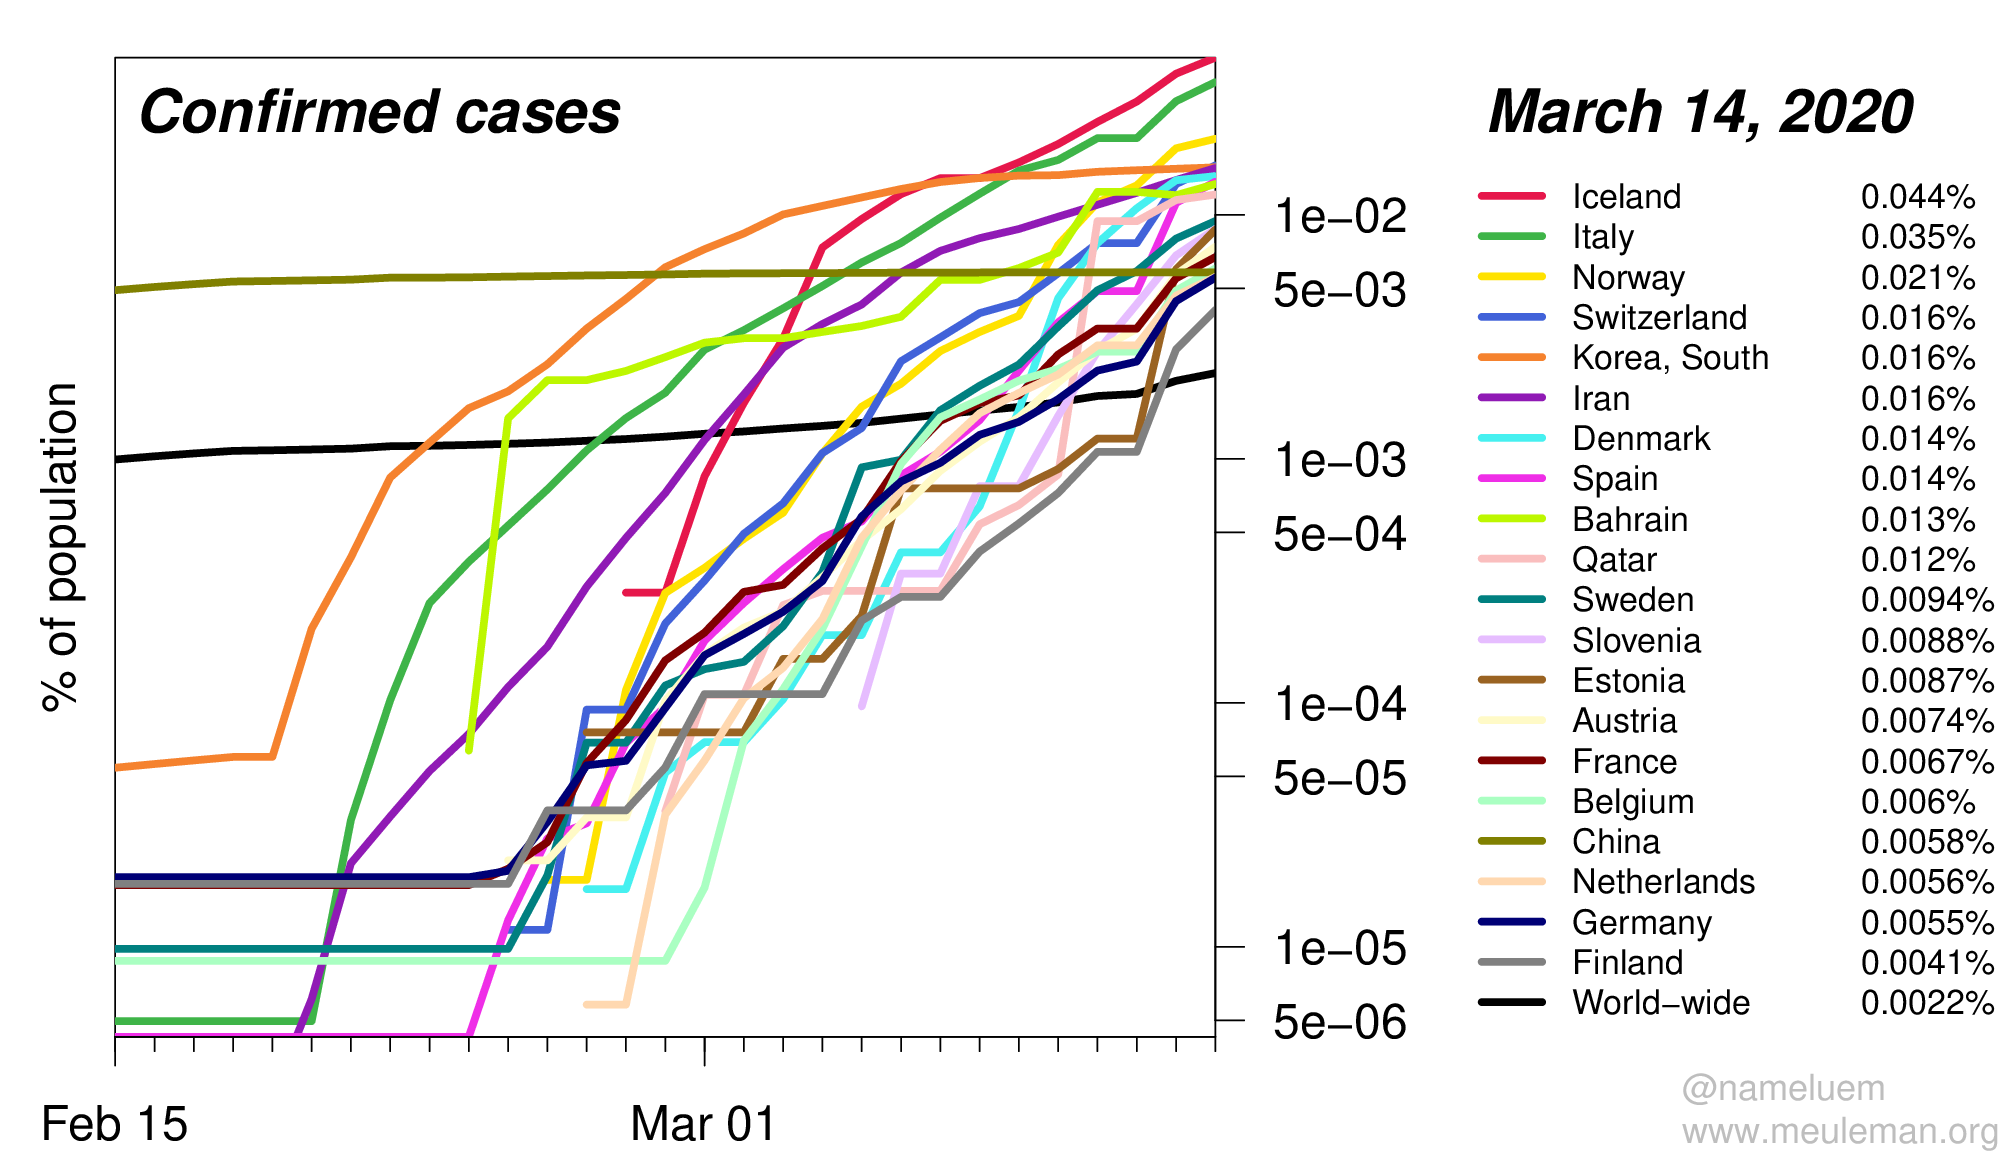 Confirmed cases
March 14, 2020
% of population
1e−02
5e−03
1e−03
5e−04
1e−04
5e−05
1e−05
5e−06
Feb 15
Mar 01
Iceland 0.044%
Italy 0.035%
Norway 0.021%
Switzerland 0.016%
Korea, South 0.016%
Iran 0.016%
Denmark 0.014%
Spain 0.014%
Bahrain 0.013%
Qatar 0.012%
Sweden 0.0094%
Slovenia 0.0088%
Estonia 0.0087%
Austria 0.0074%
France 0.0067%
Belgium 0.006%
China 0.0058%
Netherlands 0.0056%
Germany 0.0055%
Finland 0.0041%
World−wide 0.0022%
@nameluem
www.meuleman.org